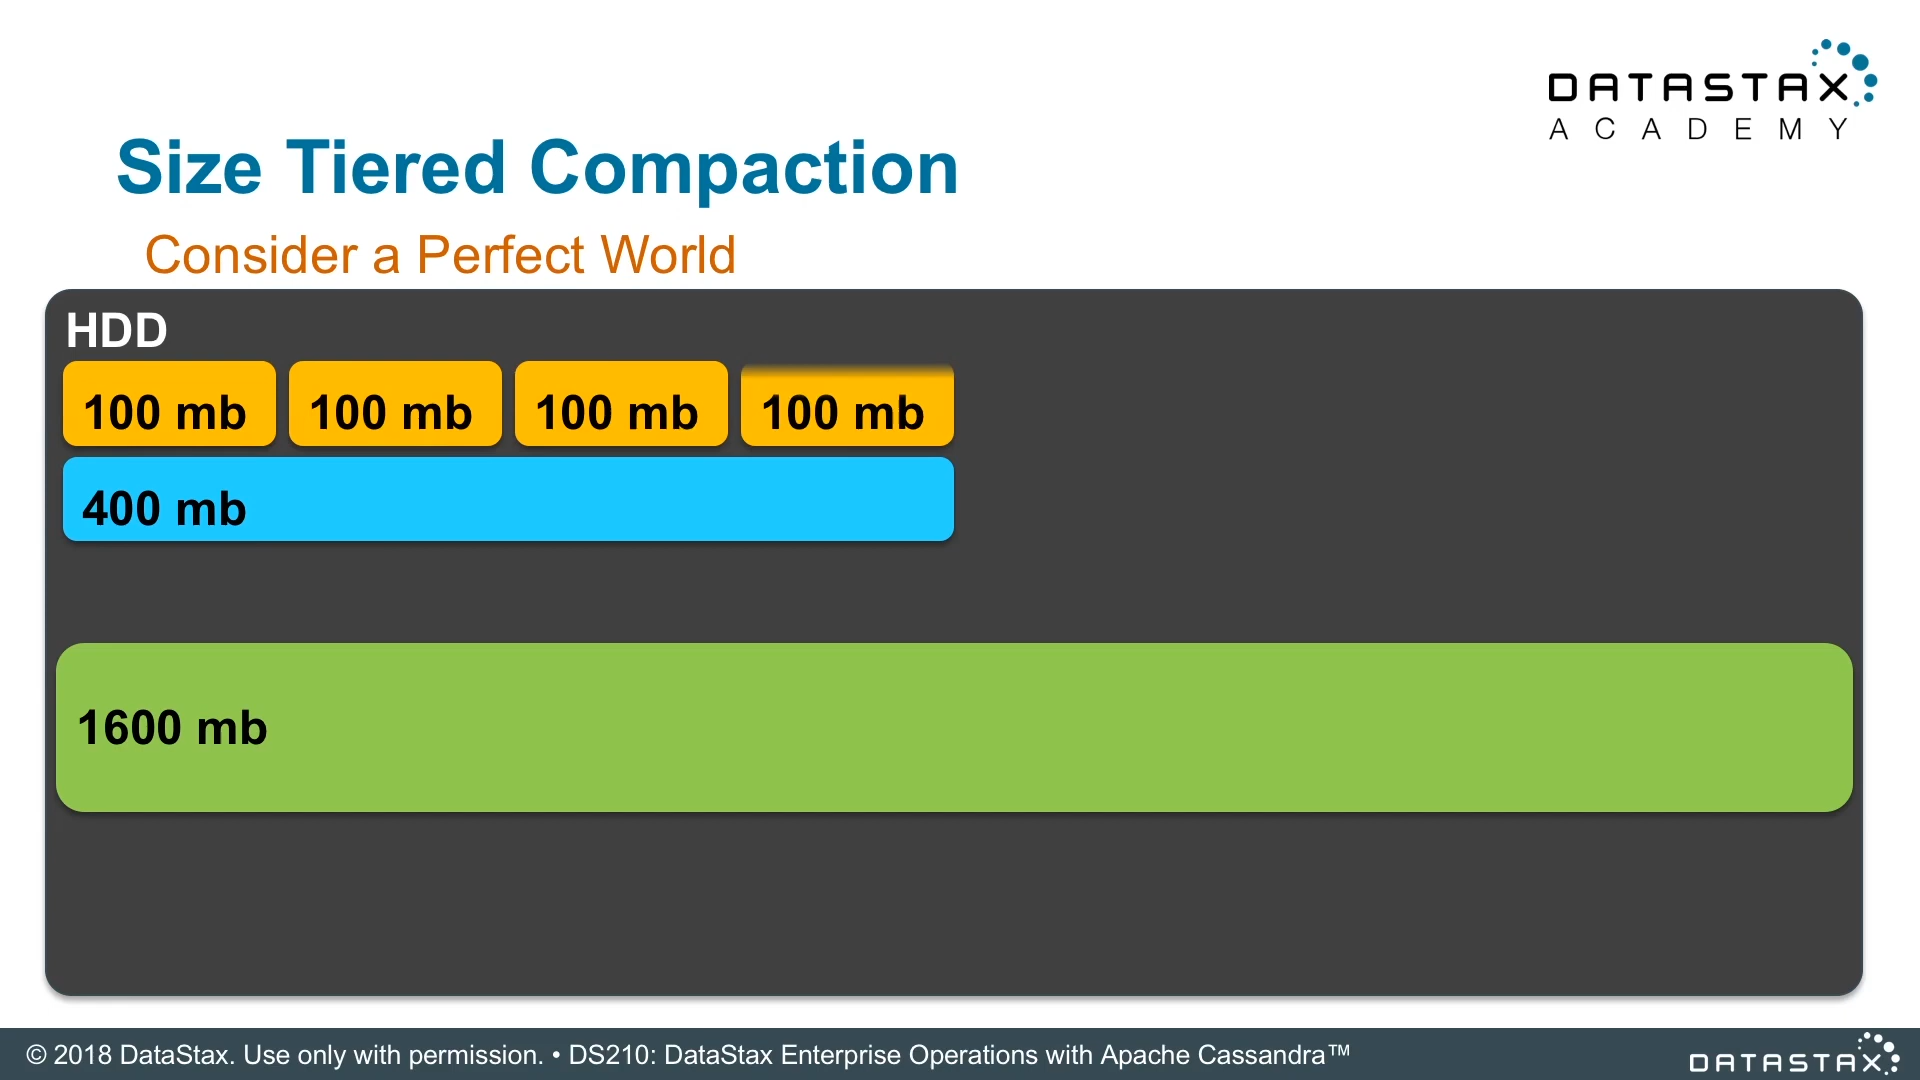 DATASTAX
ACADEMY
Size Tiered Compaction
Consider a Perfect World
HDD
100 mb 100 mb 100 mb 100 mb
400 mb
1600 mb
© 2018 DataStax. Use only with permission. • DS210: DataStax Enterprise Operations with Apache Cassandra™
DATASTAX